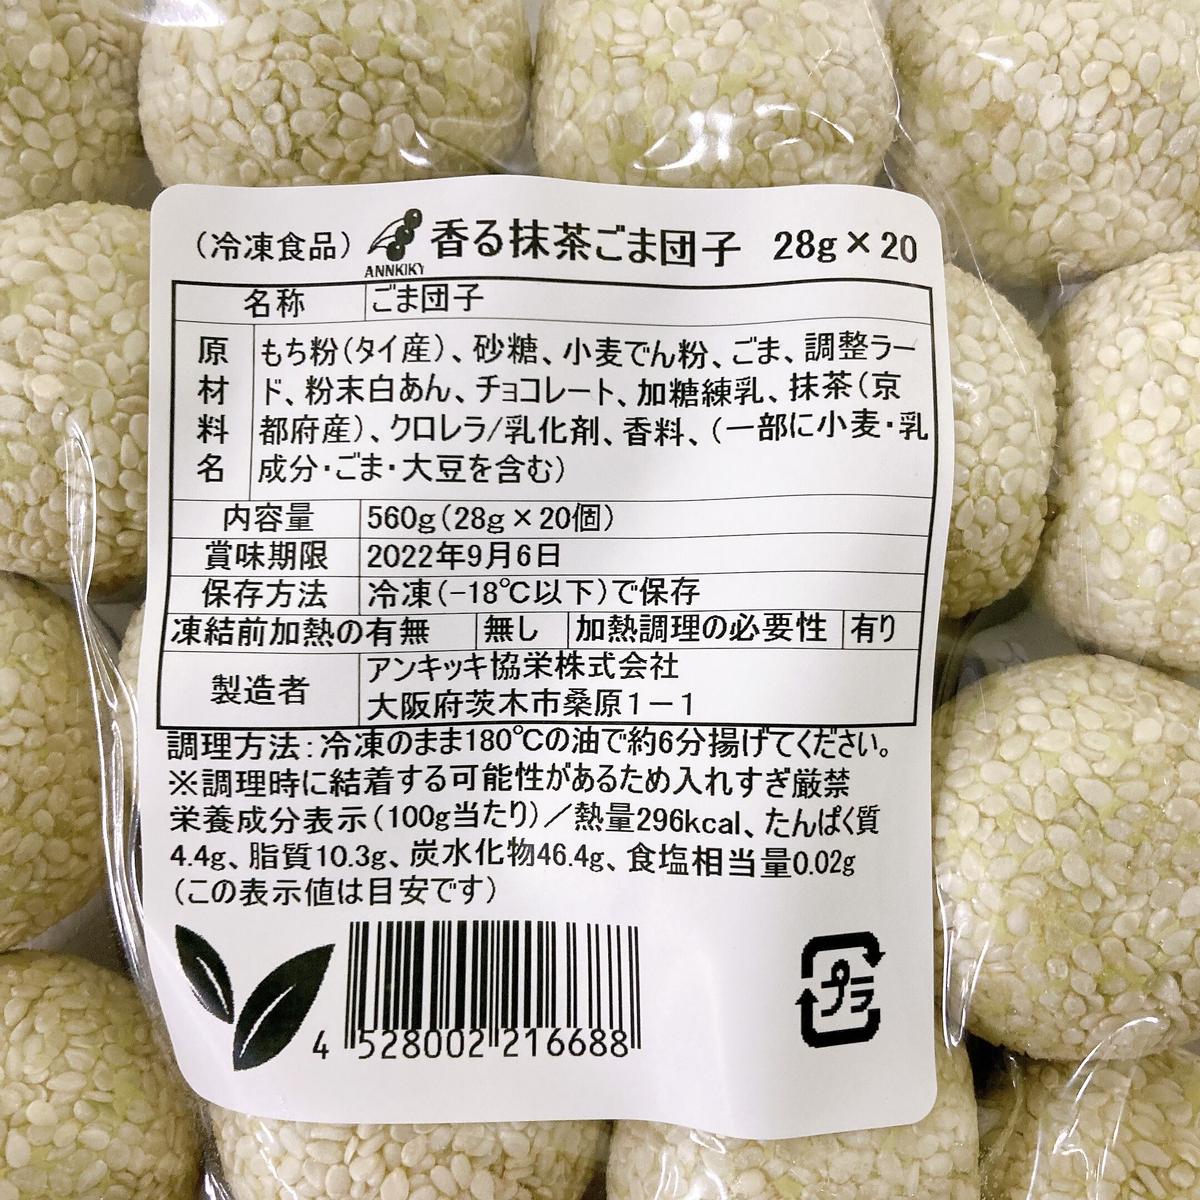 （冷凍食品） ANNKIKY 香る抹茶ごま団子 28g×20
名称 ごま団子
原材料名 もち粉（タイ産）、砂糖、小麦でん粉、ごま、調整ラー
ド、粉末白あん、チョコレート、加糖練乳、抹茶（京
都府産）、クロレラ/乳化剤、香料、（一部に小麦・乳
成分・ごま・大豆を含む）
内容量 560g（28g×20個）
賞味期限 2022年9月6日
保存方法 冷凍（-18℃以下）で保存
凍結前加熱の有無 無し 加熱調理の必要性 有り
製造者 アンキッキ協栄株式会社
大阪府茨木市桑原1－1
調理方法：冷凍のまま180℃の油で約6分揚げてください。
※調理時に結着する可能性があるため入れすぎ厳禁
栄養成分表示（100g当たり）／熱量296kcal、たんぱく質
4.4g、脂質10.3g、炭水化物46.4g、食塩相当量0.02g
（この表示値は目安です）
4 528002 216688
プラ